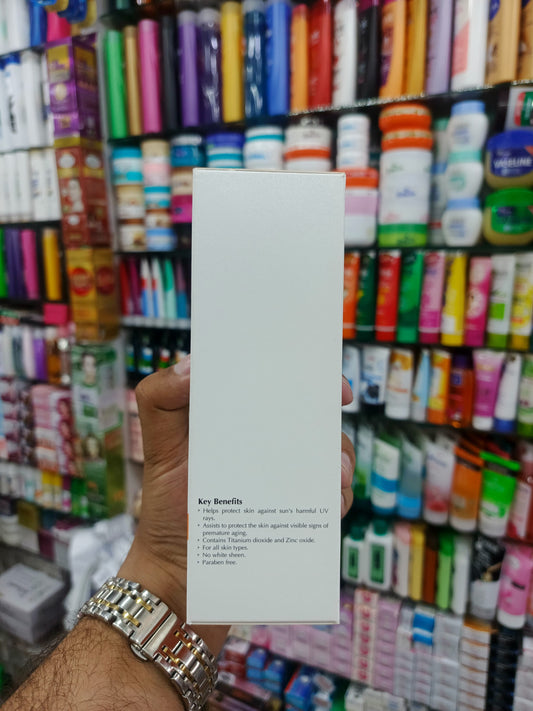 Key Benefits
• Helps protect skin against sun's harmful UV
rays.
• Assists to protect the skin against visible signs of
premature aging.
• Contains Titanium dioxide and Zinc oxide.
• For all skin types.
• No white sheen.
• Paraben free.
VASELINE